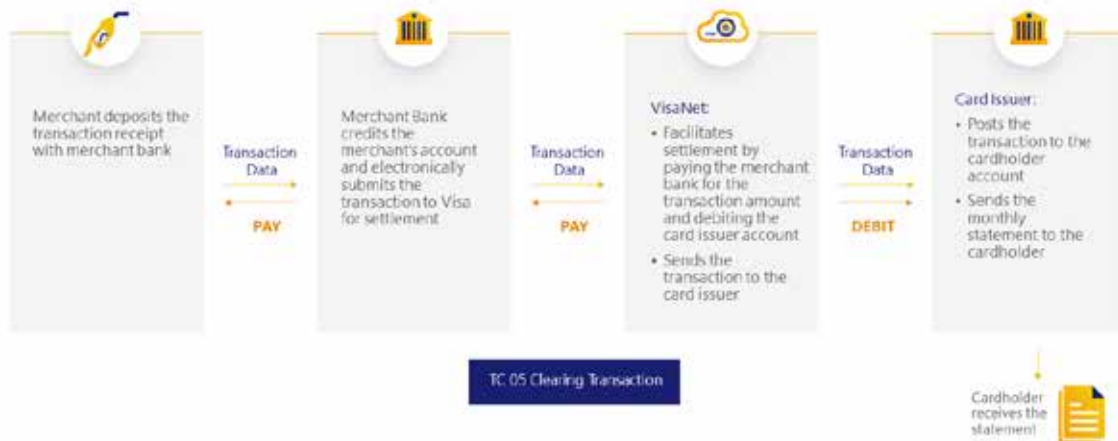 Merchant deposits the
transaction receipt
with merchant bank
Transaction
Data
PAY
Merchant Bank
credits the
merchant's account
and electronically
submits the
transaction to Visa
for settlement
Transaction
Data
PAY
VisaNet:
• Facilitates
settlement by
paying the merchant
bank for the
transaction amount
and debiting the
card issuer account
• Sends the
transaction to the
card issuer
Transaction
Data
DEBIT
Card Issuer:
• Posts the
transaction to the
cardholder
account
• Sends the
monthly
statement to the
cardholder
TC 05 Clearing Transaction
Cardholder
receives the
statement